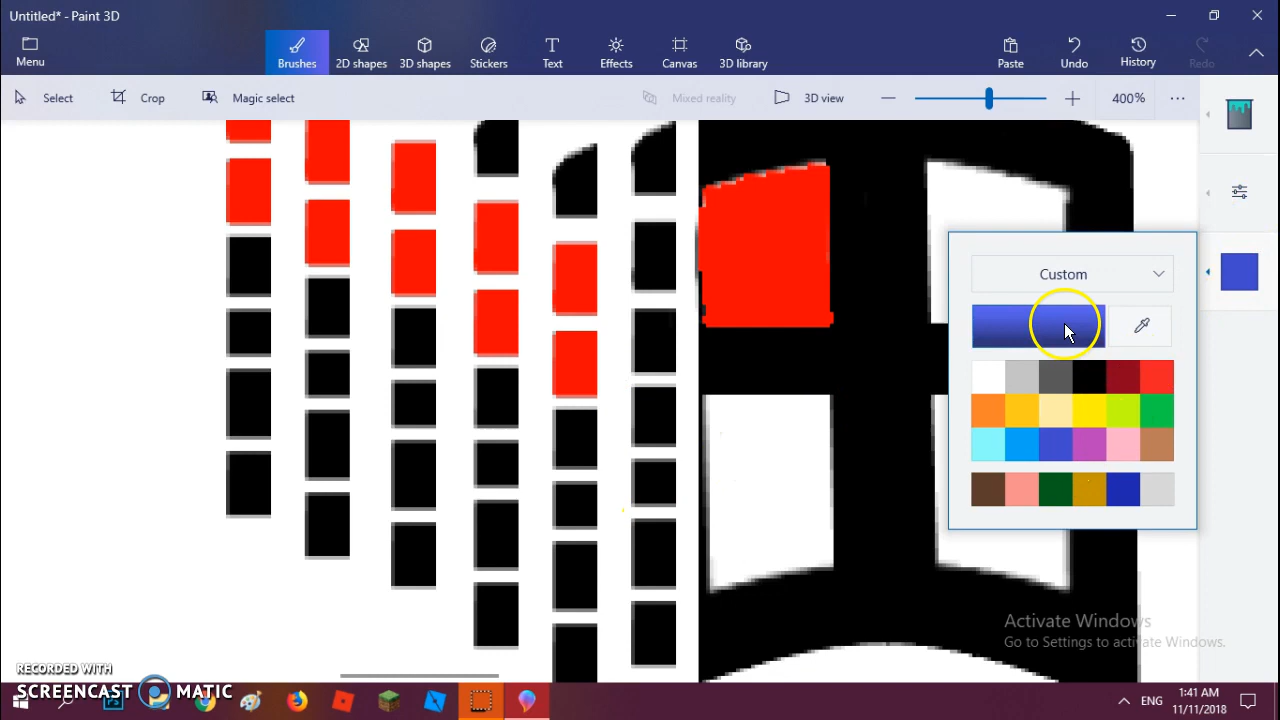 Untitled* - Paint 3D
Menu
Brushes
2D shapes
3D shapes
Stickers
Text
Effects
Canvas
3D library
Paste
Undo
History
Redo
Select
Crop
Magic select
Mixed reality
3D view
400%
Custom
Activate Windows
Go to Settings to activate Windows.
RECORDED WITH
SCREENCAST MATIC
Ps
ENG
1:41 AM
11/11/2018